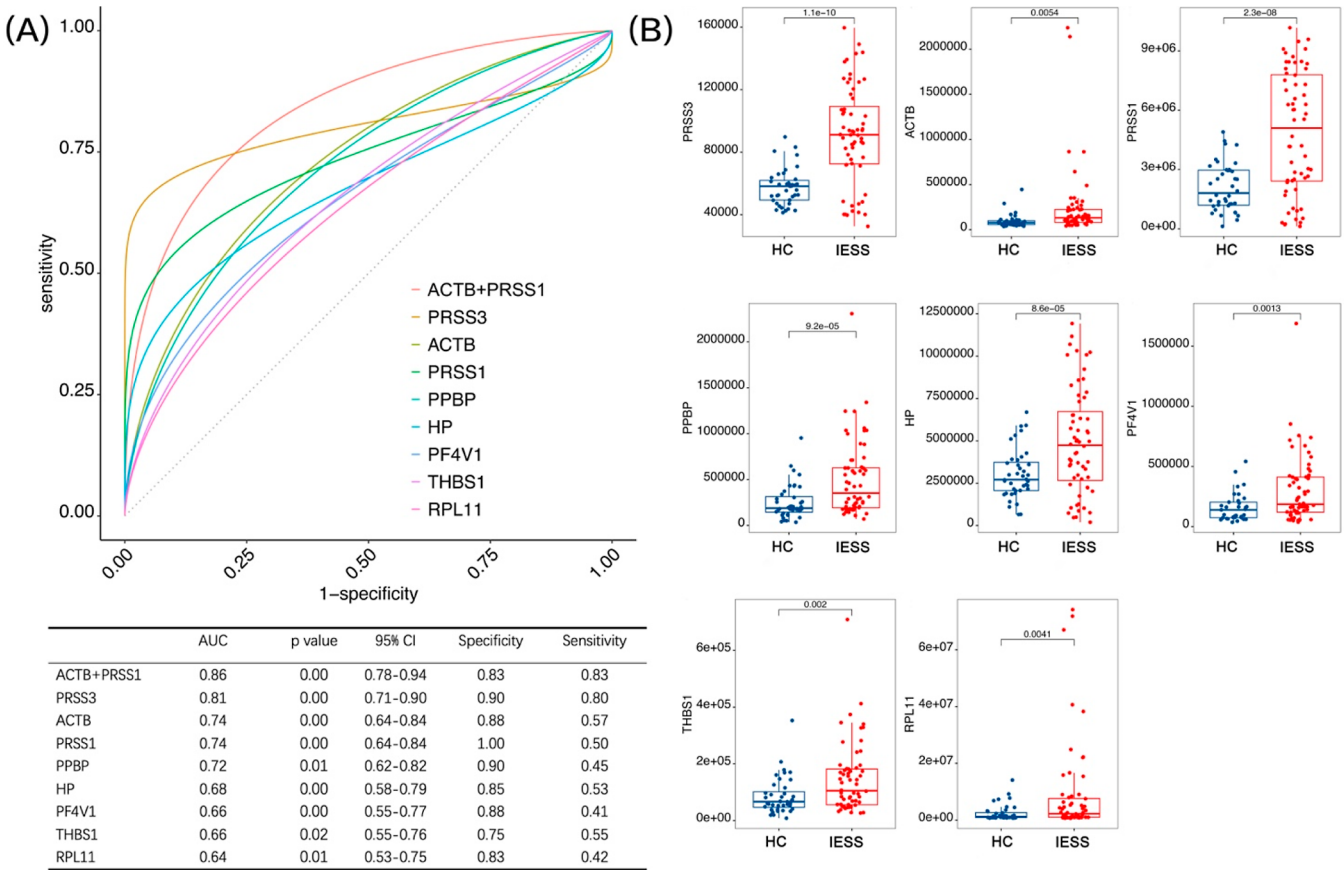 (A)
1.00
0.75
0.50
0.25
0.00
sensitivity
0.00
0.25
0.50
0.75
1.00
1−specificity
ACTB+PRSS1
PRSS3
ACTB
PRSS1
PPBP
HP
PF4V1
THBS1
RPL11
AUC p value 95% CI Specificity Sensitivity
ACTB+PRSS1 0.86 0.00 0.78-0.94 0.83 0.83
PRSS3 0.81 0.00 0.71-0.90 0.90 0.80
ACTB 0.74 0.00 0.64-0.84 0.88 0.57
PRSS1 0.74 0.00 0.64-0.84 1.00 0.50
PPBP 0.72 0.01 0.62-0.82 0.90 0.45
HP 0.68 0.00 0.58-0.79 0.85 0.53
PF4V1 0.66 0.00 0.55-0.77 0.88 0.41
THBS1 0.66 0.02 0.55-0.76 0.75 0.55
RPL11 0.64 0.01 0.53-0.75 0.83 0.42
(B)
1.1e−10
160000
120000
80000
40000
PRSS3
HC IESS
0.0054
2000000
1500000
1000000
500000
0
ACTB
HC IESS
2.3e−08
9e+06
6e+06
3e+06
0e+00
PRSS1
HC IESS
9.2e−05
2000000
1500000
1000000
500000
0
PPBP
HC IESS
8.6e−05
12500000
10000000
7500000
5000000
2500000
0
HP
HC IESS
0.0013
1500000
1000000
500000
0
PF4V1
HC IESS
0.002
6e+05
4e+05
2e+05
0e+00
THBS1
HC IESS
0.0041
6e+07
4e+07
2e+07
0e+00
RPL11
HC IESS